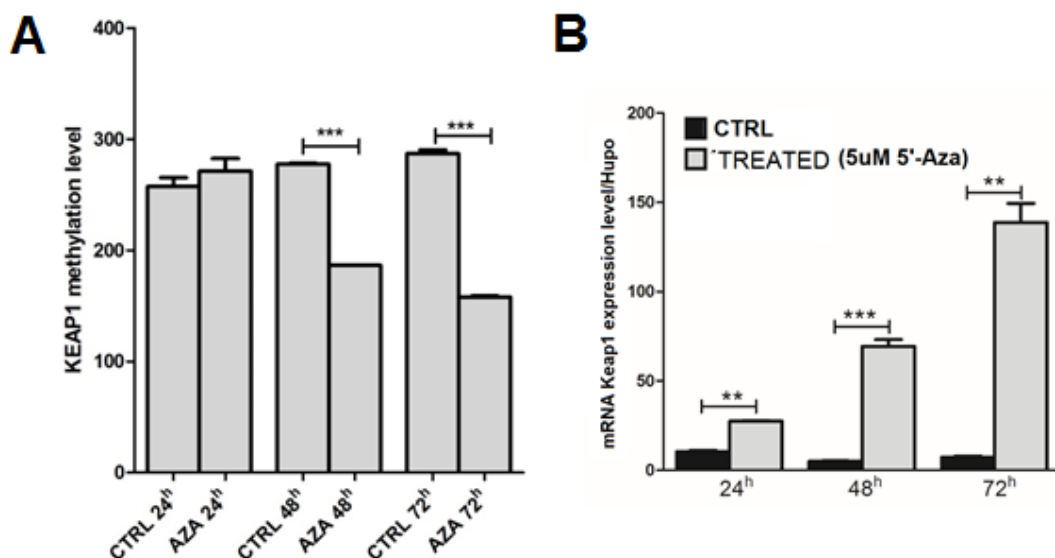 A
400
300
200
100
0
KEAP1 methylation level
***
***
CTRL 24h
AZA 24h
CTRL 48h
AZA 48h
CTRL 72h
AZA 72h
B
200
150
100
50
0
mRNA Keap1 expression level/Hupo
CTRL
TREATED (5uM 5'-Aza)
**
***
**
24h
48h
72h